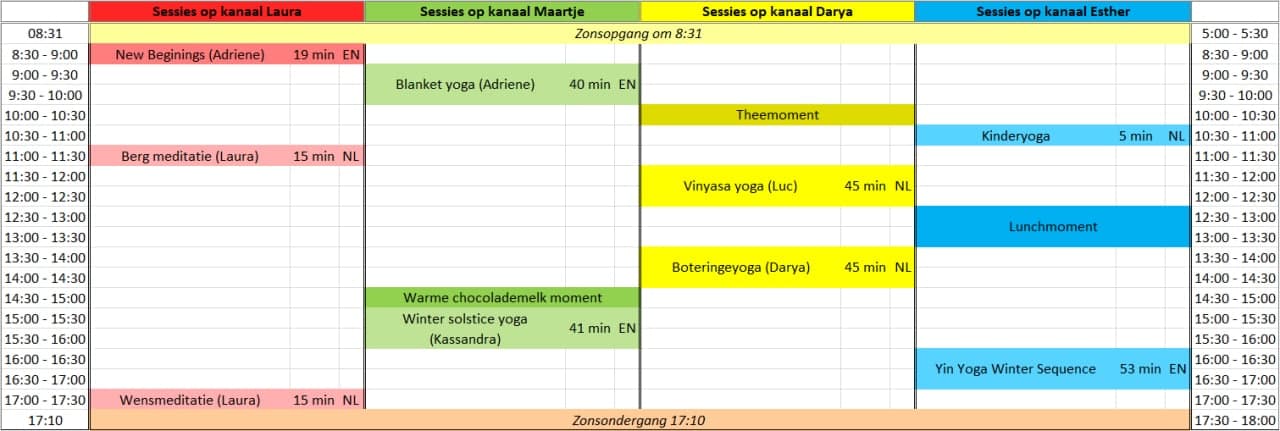 Sessies op kanaal Laura Sessies op kanaal Maartje Sessies op kanaal Darya Sessies op kanaal Esther
08:31 Zonsopgang om 8:31 5:00 - 5:30
8:30 - 9:00 New Beginings (Adriene) 19 min EN 8:30 - 9:00
9:00 - 9:30 9:00 - 9:30
Blanket yoga (Adriene) 40 min EN
9:30 - 10:00 9:30 - 10:00
10:00 - 10:30 Theemoment 10:00 - 10:30
10:30 - 11:00 Kinderyoga 5 min NL 10:30 - 11:00
11:00 - 11:30 Berg meditatie (Laura) 15 min NL 11:00 - 11:30
11:30 - 12:00 11:30 - 12:00
Vinyasa yoga (Luc) 45 min NL
12:00 - 12:30 12:00 - 12:30
12:30 - 13:00 12:30 - 13:00
Lunchmoment
13:00 - 13:30 13:00 - 13:30
13:30 - 14:00 13:30 - 14:00
Boteringeyoga (Darya) 45 min NL
14:00 - 14:30 14:00 - 14:30
14:30 - 15:00 Warme chocolademelk moment 14:30 - 15:00
15:00 - 15:30 Winter solstice yoga 15:00 - 15:30
41 min EN
15:30 - 16:00 (Kassandra) 15:30 - 16:00
16:00 - 16:30 16:00 - 16:30
Yin Yoga Winter Sequence 53 min EN
16:30 - 17:00 16:30 - 17:00
17:00 - 17:30 Wensmeditatie (Laura) 15 min NL 17:00 - 17:30
17:10 Zonsondergang 17:10 17:30 - 18:00